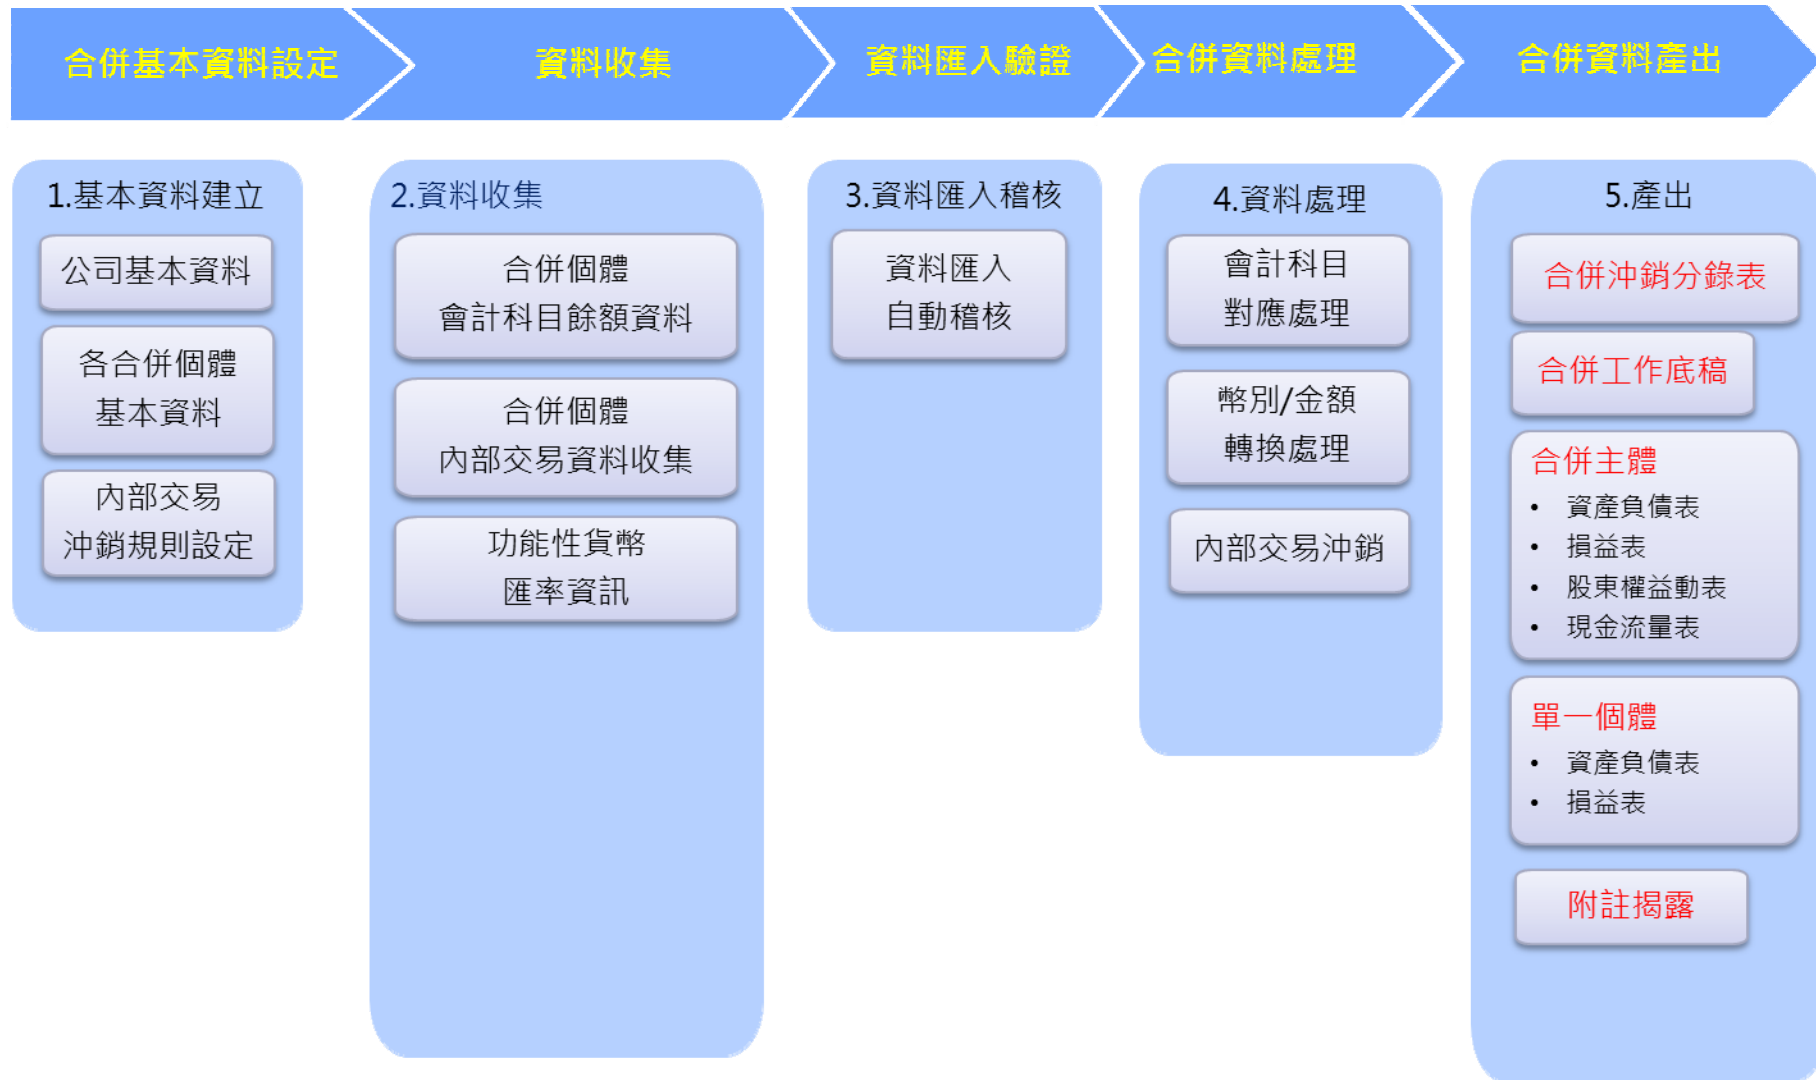 合併基本資料設定
資料收集
資料匯入驗證
合併資料處理
合併資料產出
1.基本資料建立
公司基本資料
各合併個體
基本資料
內部交易
沖銷規則設定
2.資料收集
合併個體
會計科目餘額資料
合併個體
內部交易資料收集
功能性貨幣
匯率資訊
3.資料匯入稽核
資料匯入
自動稽核
4.資料處理
會計科目
對應處理
幣別/金額
轉換處理
內部交易沖銷
5.產出
合併沖銷分錄表
合併工作底稿
合併主體
• 資產負債表
• 損益表
• 股東權益動表
• 現金流量表
單一個體
• 資產負債表
• 損益表
附註揭露